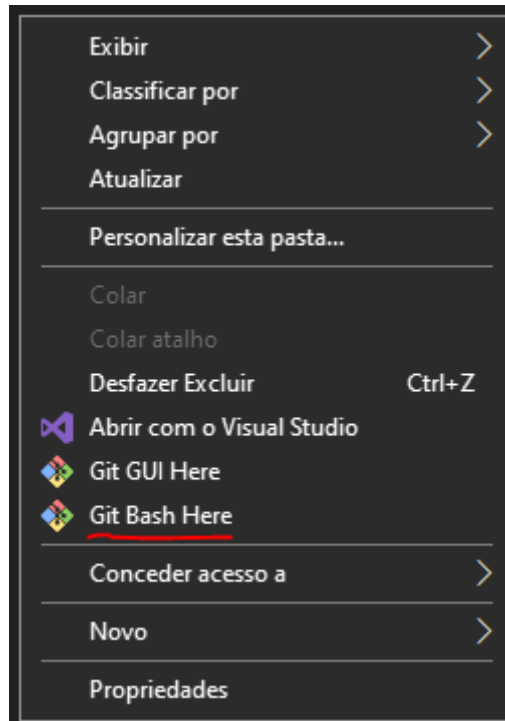 Exibir
Classificar por
Agrupar por
Atualizar
Personalizar esta pasta...
Colar
Colar atalho
Desfazer Excluir Ctrl+Z
Abrir com o Visual Studio
Git GUI Here
Git Bash Here
Conceder acesso a
Novo
Propriedades